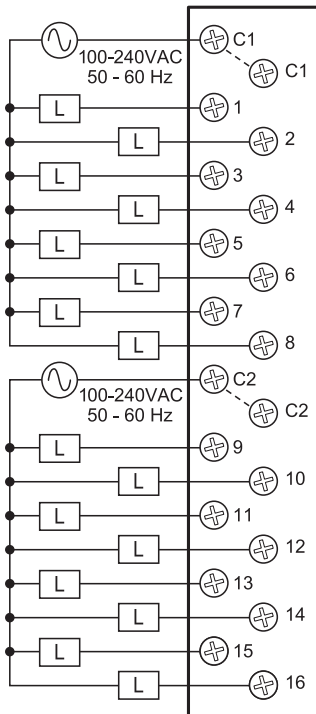 C1
100-240VAC
50 - 60 Hz
C1
L 1
L 2
L 3
L 4
L 5
L 6
L 7
L 8
C2
100-240VAC
50 - 60 Hz
C2
L 9
L 10
L 11
L 12
L 13
L 14
L 15
L 16